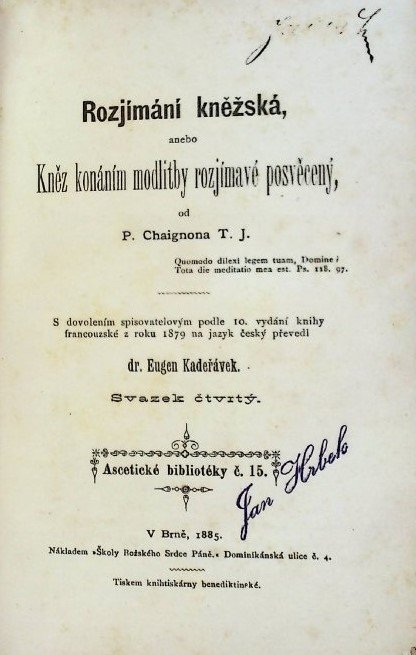 Rozjímání kněžská,
anebo
Kněz konáním modlitby rozjímavé posvěcený,
od
P. Chaignona T. J.
Quomodo dilexi legem tuam, Domine!
Tota die meditatio mea est. Ps. 118. 97.
S dovolením spisovatelovým podle 10. vydání knihy
francouzské z roku 1879 na jazyk český převedl
dr. Eugen Kadeřávek.
Svazek čtvrtý.
Ascetické bibliotéky č. 15.
Jan Hrbek
V Brně, 1885.
Nákladem »Školy Božského Srdce Páně.« Dominikánská ulice č. 4.
Tiskem knihtiskárny benediktinské.